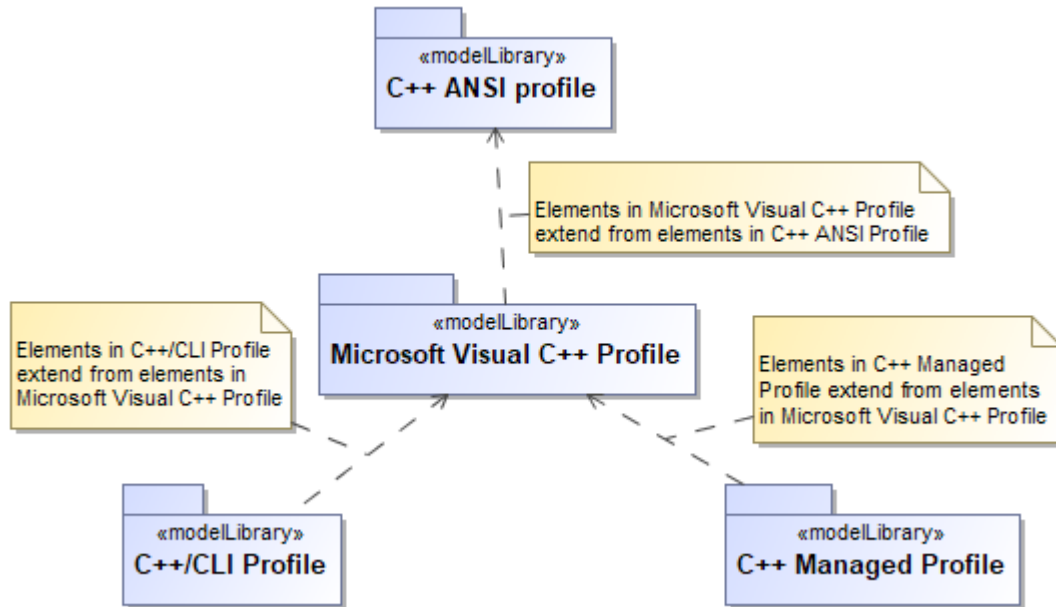 «modelLibrary»
C++ ANSI profile
Elements in Microsoft Visual C++ Profile
extend from elements in C++ ANSI Profile
«modelLibrary»
Microsoft Visual C++ Profile
Elements in C++/CLI Profile
extend from elements in
Microsoft Visual C++ Profile
Elements in C++ Managed
Profile extend from elements
in Microsoft Visual C++ Profile
«modelLibrary»
C++/CLI Profile
«modelLibrary»
C++ Managed Profile